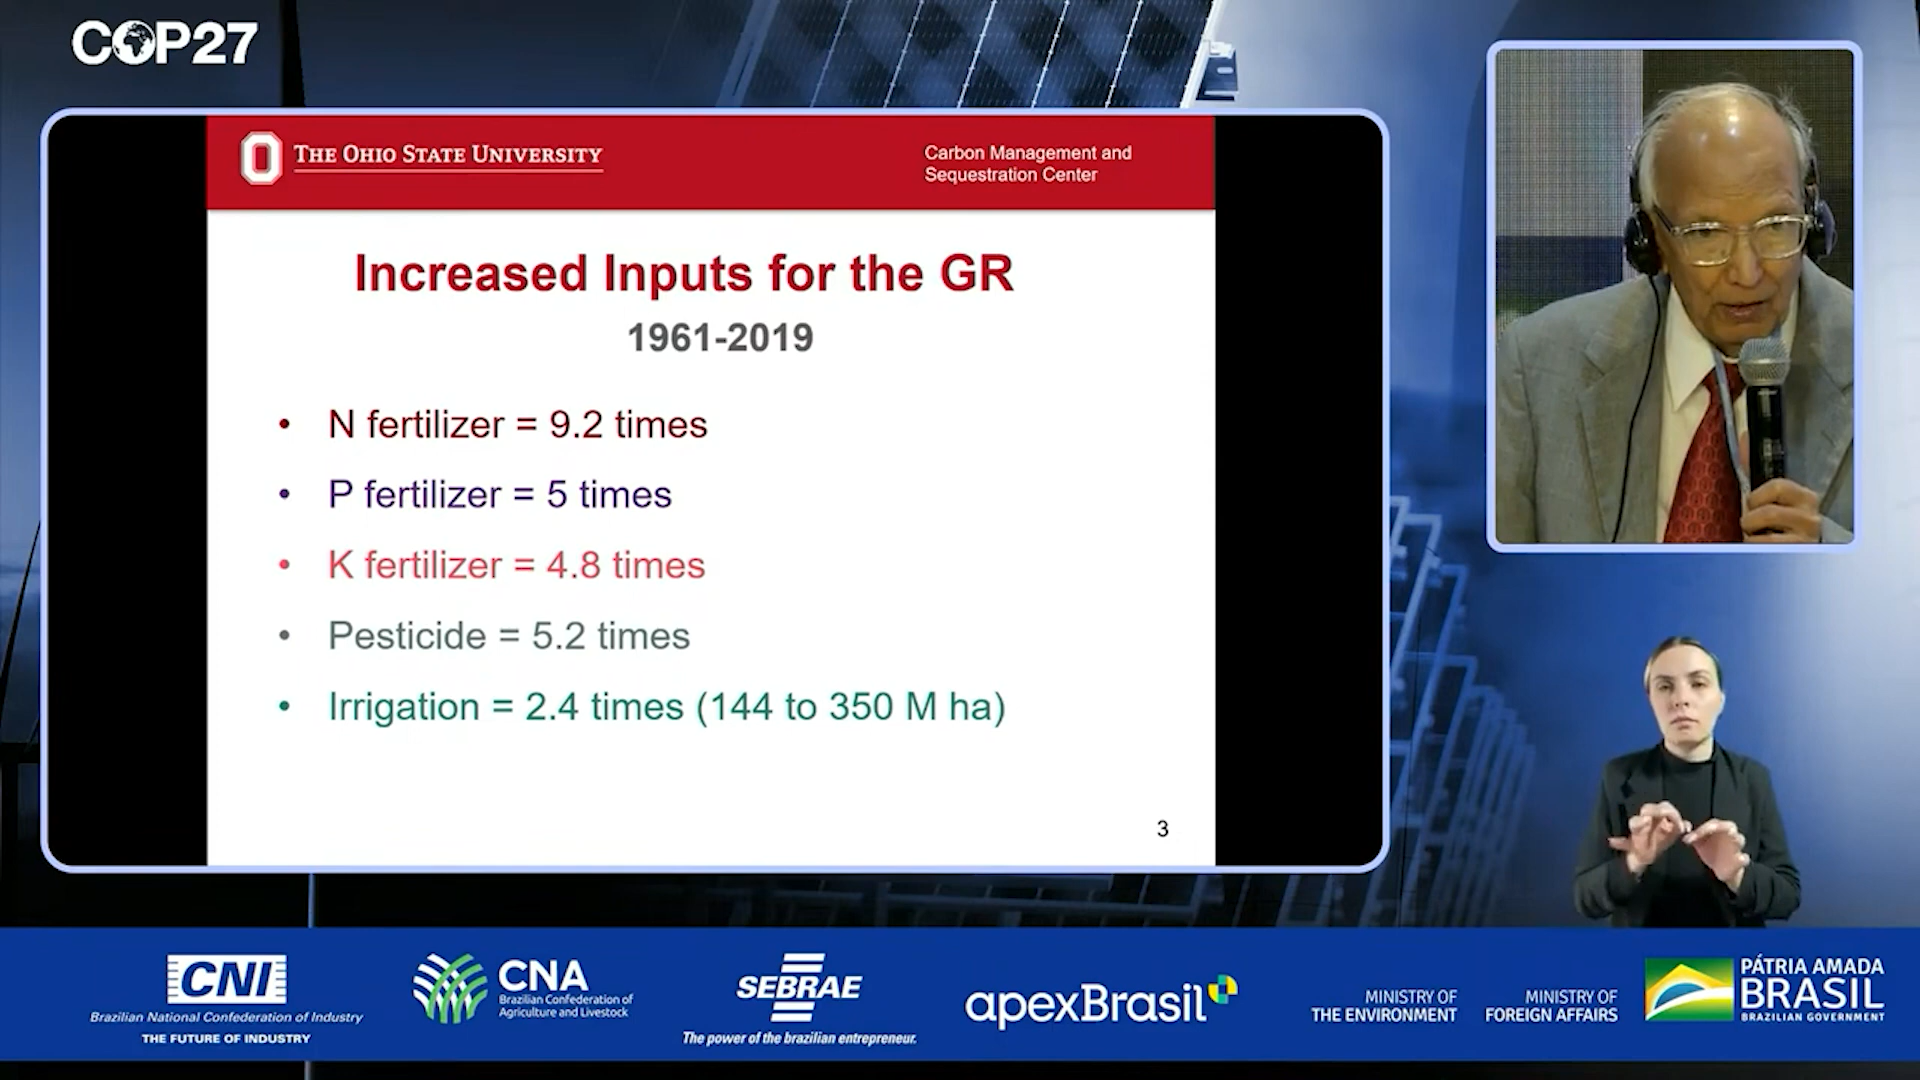 COP27
THE OHIO STATE UNIVERSITY
Carbon Management and
Sequestration Center
Increased Inputs for the GR
1961-2019
• N fertilizer = 9.2 times
• P fertilizer = 5 times
• K fertilizer = 4.8 times
• Pesticide = 5.2 times
• Irrigation = 2.4 times (144 to 350 M ha)
3
CNI
Brazilian National Confederation of Industry
THE FUTURE OF INDUSTRY
CNA
Brazilian Confederation of
Agriculture and Livestock
SEBRAE
The power of the brazilian entrepreneur.
apexBrasil
MINISTRY OF
THE ENVIRONMENT
MINISTRY OF
FOREIGN AFFAIRS
PÁTRIA AMADA
BRASIL
BRAZILIAN GOVERNMENT